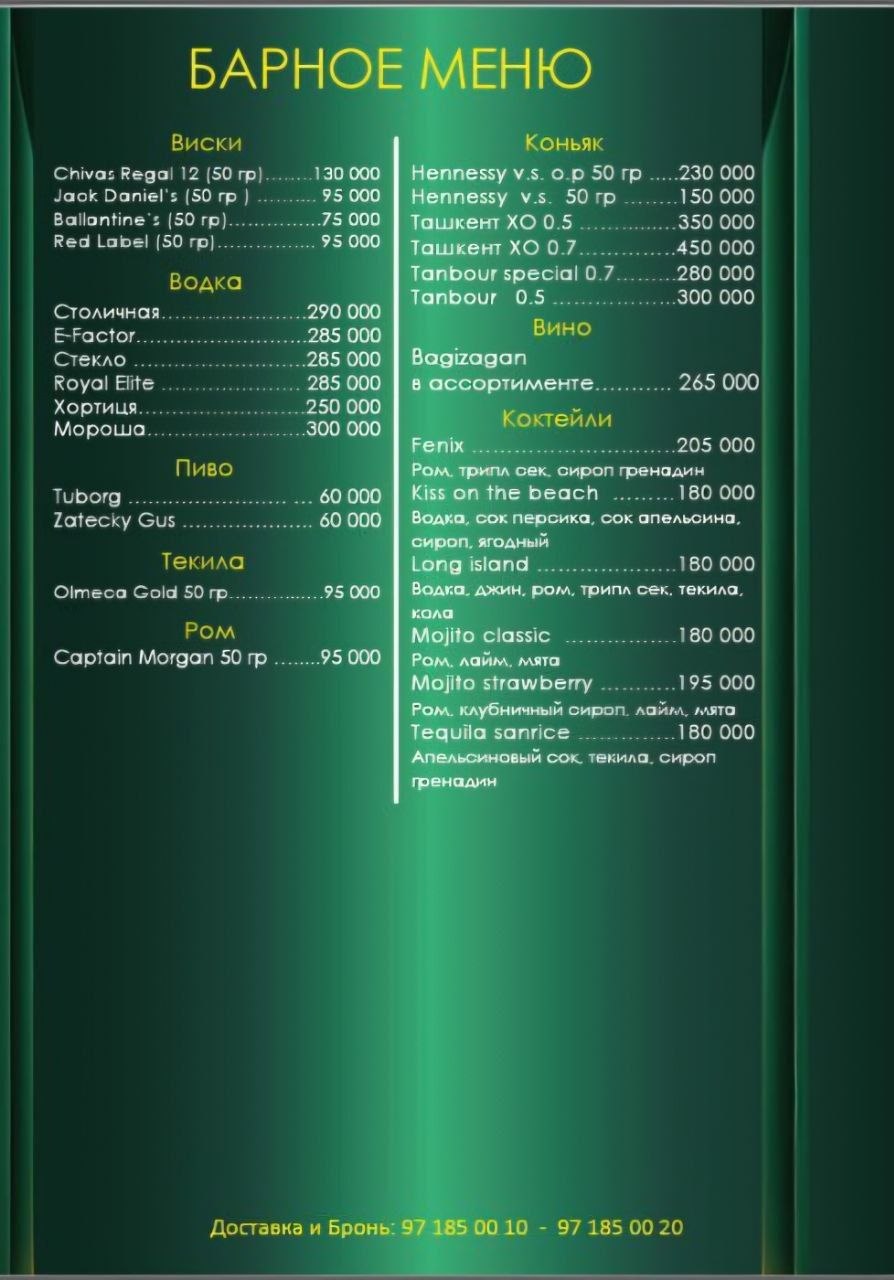 БАРНОЕ МЕНЮ
Виски
Chivas Regal 12 (50 гр)........130 000
Jack Daniel's (50 гр ) .......... 95 000
Ballantine's (50 гр)..............75 000
Red Label (50 гр)............... 95 000
Водка
Столичная......................290 000
E-Factor..........................285 000
Стекло ..........................285 000
Royal Elite ..................... 285 000
Хортиця.........................250 000
Мороша........................300 000
Пиво
Tuborg ........................ ... 60 000
Zatecky Gus .................... 60 000
Текила
Olmeca Gold 50 гр...............95 000
Ром
Captain Morgan 50 гр .......95 000
Коньяк
Hennessy v.s. o.p 50 гр .....230 000
Hennessy v.s. 50 гр ........150 000
Ташкент XO 0.5 ...............350 000
Ташкент XO 0.7...............450 000
Tanbour special 0.7.........280 000
Tanbour 0.5 ...................300 000
Вино
Bagizagan
в ассортименте........... 265 000
Коктейли
Fenix ...............................205 000
Ром, трипл сек, сироп гренадин
Kiss on the beach .........180 000
Водка, сок персика, сок апельсина,
сироп, ягодный
Long island .....................180 000
Водка, джин, ром, трипл сек, текила,
кола
Mojito classic .................180 000
Ром, лайм, мята
Mojito strawberry ...........195 000
Ром, клубничный сироп, лайм, мята
Tequila sanrice ...............180 000
Апельсиновый сок, текила, сироп
гренадин
Доставка и Бронь: 97 185 00 10 - 97 185 00 20